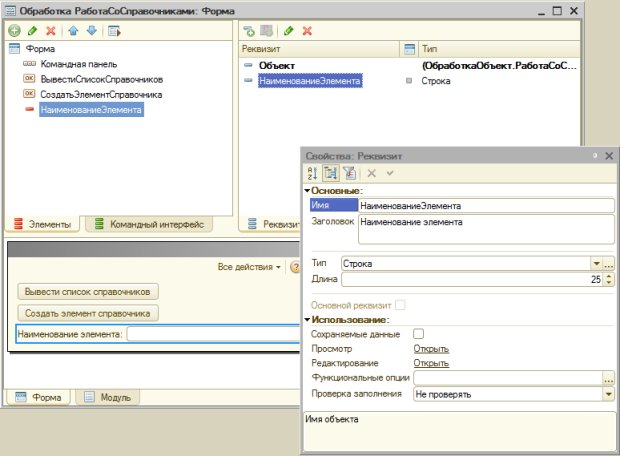 Обработка РаботаСоСправочниками: Форма
Форма
Командная панель
ВывестиСписокСправочников
СоздатьЭлементСправочника
НаименованиеЭлемента
Элементы
Командный интерфейс
Реквизит Тип
Объект (ОбработкаОбъект.РаботаСоС...
НаименованиеЭлемента Строка
Реквизит
Все действия
Вывести список справочников
Создать элемент справочника
Наименование элемента:
Форма
Модуль
Свойства: Реквизит
Основные:
Имя НаименованиеЭлемента
Заголовок Наименование элемента
Тип Строка
Длина 25
Основной реквизит
Использование:
Сохраняемые данные
Просмотр Открыть
Редактирование Открыть
Функциональные опции
Проверка заполнения Не проверять
Имя объекта